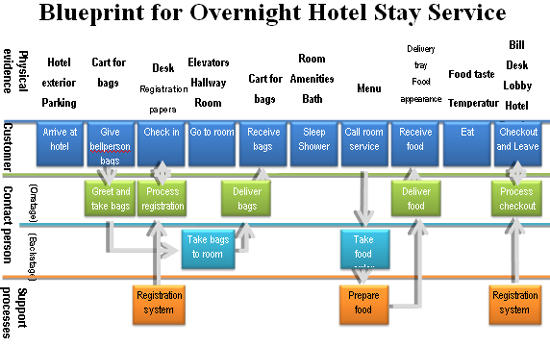 Blueprint for Overnight Hotel Stay Service
Physical
evidence
Hotel
exterior
Parking
Cart for
bags
Desk
Registration
papers
Elevators
Hallway
Room
Cart for
bags
Room
Amenities
Bath
Menu
Delivery
tray Food
appearance
Food taste
Temperatur
Bill
Desk
Lobby
Hotel
Customer
Arrive at
hotel
Give
bellperson
bags
Check in
Go to room
Receive
bags
Sleep
Shower
Call room
service
Receive
food
Eat
Checkout
and Leave
Contact person
(Onstage)
(Backstage)
Greet and
take bags
Process
registration
Deliver
bags
Deliver
food
Process
checkout
Take bags
to room
Take
food
Support
processes
Registration
system
Prepare
food
Registration
system